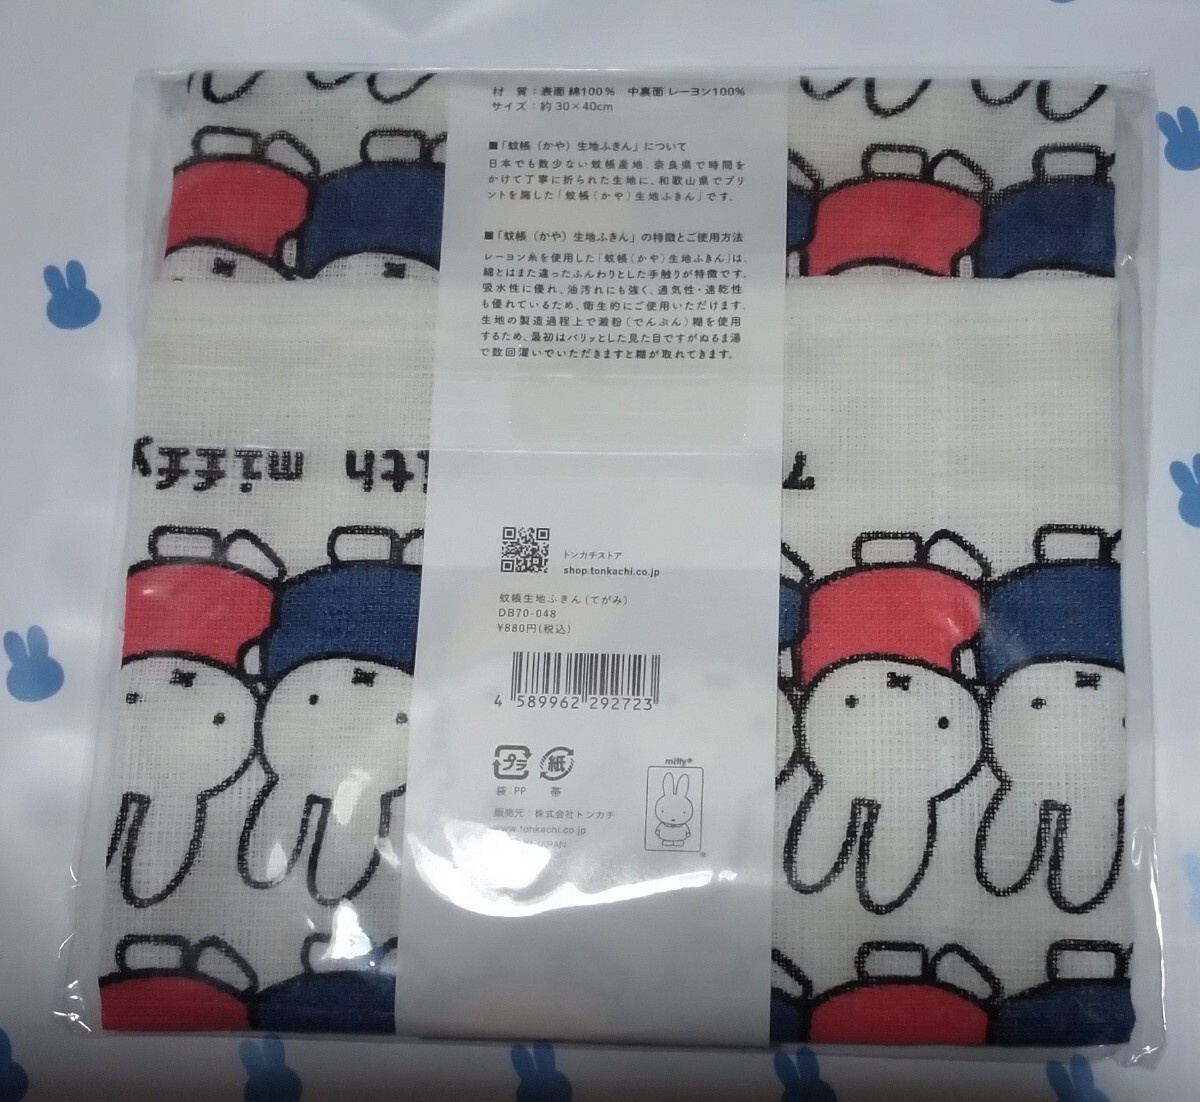 材 質：表面 綿100%　中裏面 レーヨン100%
サイズ：約30×40cm
■「蚊帳（かや）生地ふきん」について
日本でも数少ない蚊帳産地、奈良県で時間を
かけて丁寧に折られた生地に、和歌山県でプリ
ントを施した「蚊帳（かや）生地ふきん」です。
■「蚊帳（かや）生地ふきん」の特徴とご使用方法
レーヨン糸を使用した「蚊帳（かや）生地ふきん」は、
綿とはまた違ったふんわりとした手触りが特徴です。
吸水性に優れ、油汚れにも強く、通気性・速乾性
も優れているため、衛生的にご使用いただけます。
生地の製造過程上で澱粉（でんぷん）糊を使用
するため、最初はパリッとした見た目ですがぬるま湯
で数回濯いでいただきますと糊が取れてきます。
ith miffy
トンカチストア
shop.tonkachi.co.jp
蚊帳生地ふきん（てがみ）
DB70-048
¥880円（税込）
4 589962 292723
プラ 紙
袋：PP 帯
販売元：株式会社トンカチ
www.tonkachi.co.jp
JAPAN
miffy®
®